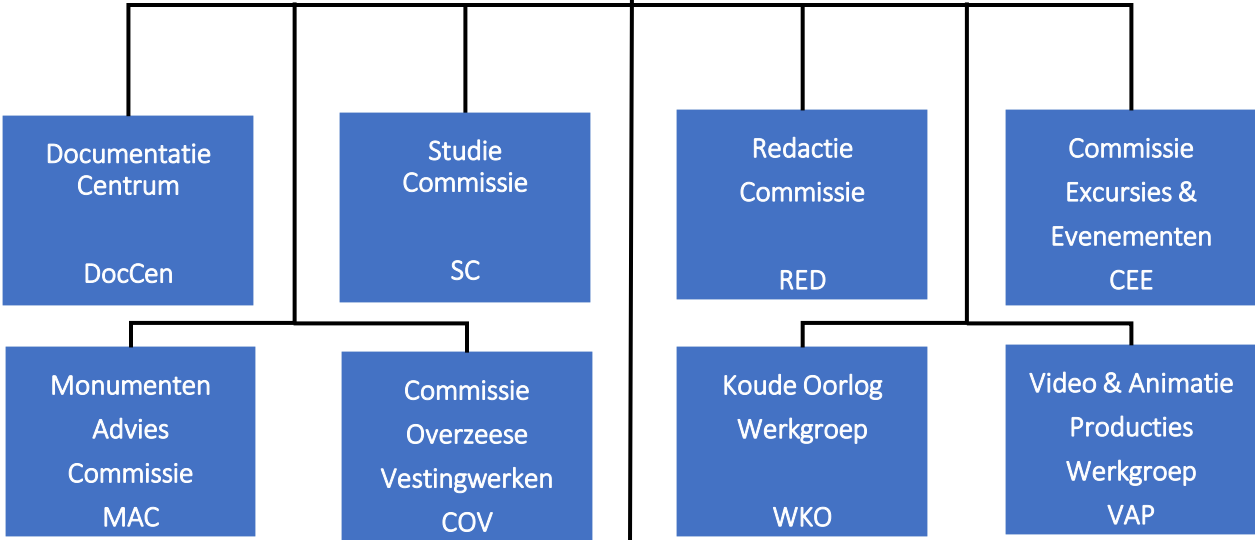 Documentatie
Centrum
DocCen
Studie
Commissie
SC
Redactie
Commissie
RED
Commissie
Excursies &
Evenementen
CEE
Monumenten
Advies
Commissie
MAC
Commissie
Overzeese
Vestingwerken
COV
Koude Oorlog
Werkgroep
WKO
Video & Animatie
Producties
Werkgroep
VAP